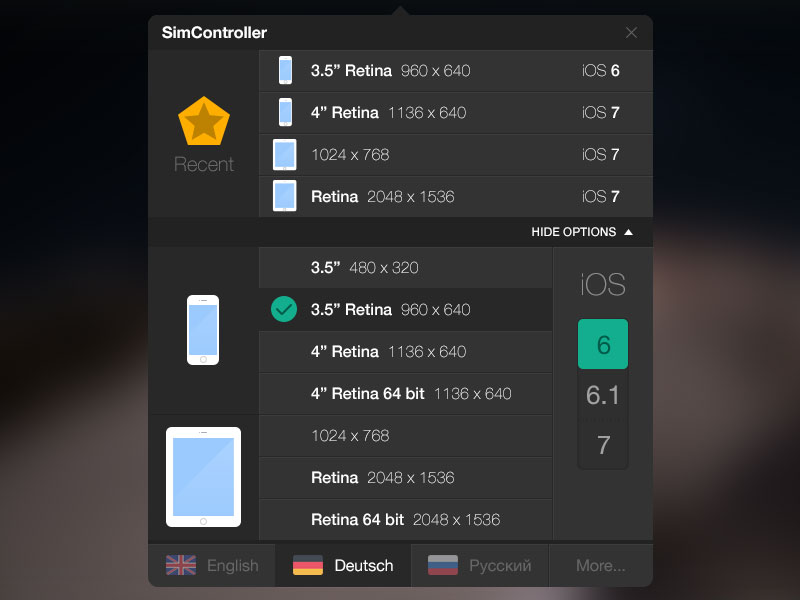 SimController
3.5” Retina 960 x 640 iOS 6
4” Retina 1136 x 640 iOS 7
1024 x 768 iOS 7
Retina 2048 x 1536 iOS 7
Recent
HIDE OPTIONS
3.5” 480 x 320
3.5” Retina 960 x 640
4” Retina 1136 x 640
4” Retina 64 bit 1136 x 640
1024 x 768
Retina 2048 x 1536
Retina 64 bit 2048 x 1536
iOS
6
6.1
7
English Deutsch Русский More...